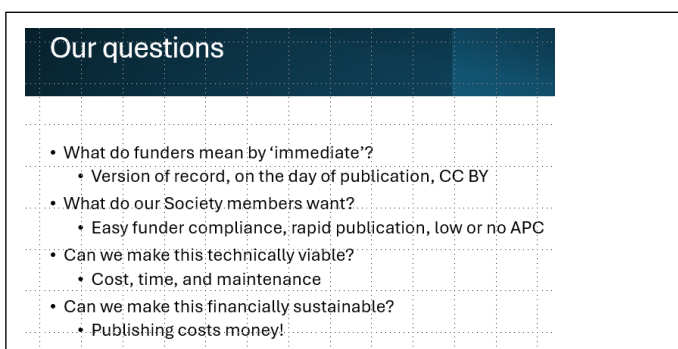 Our questions
• What do funders mean by ‘immediate’?
• Version of record, on the day of publication, CC BY
• What do our Society members want?
• Easy funder compliance, rapid publication, low or no APC
• Can we make this technically viable?
• Cost, time, and maintenance
• Can we make this financially sustainable?
• Publishing costs money!